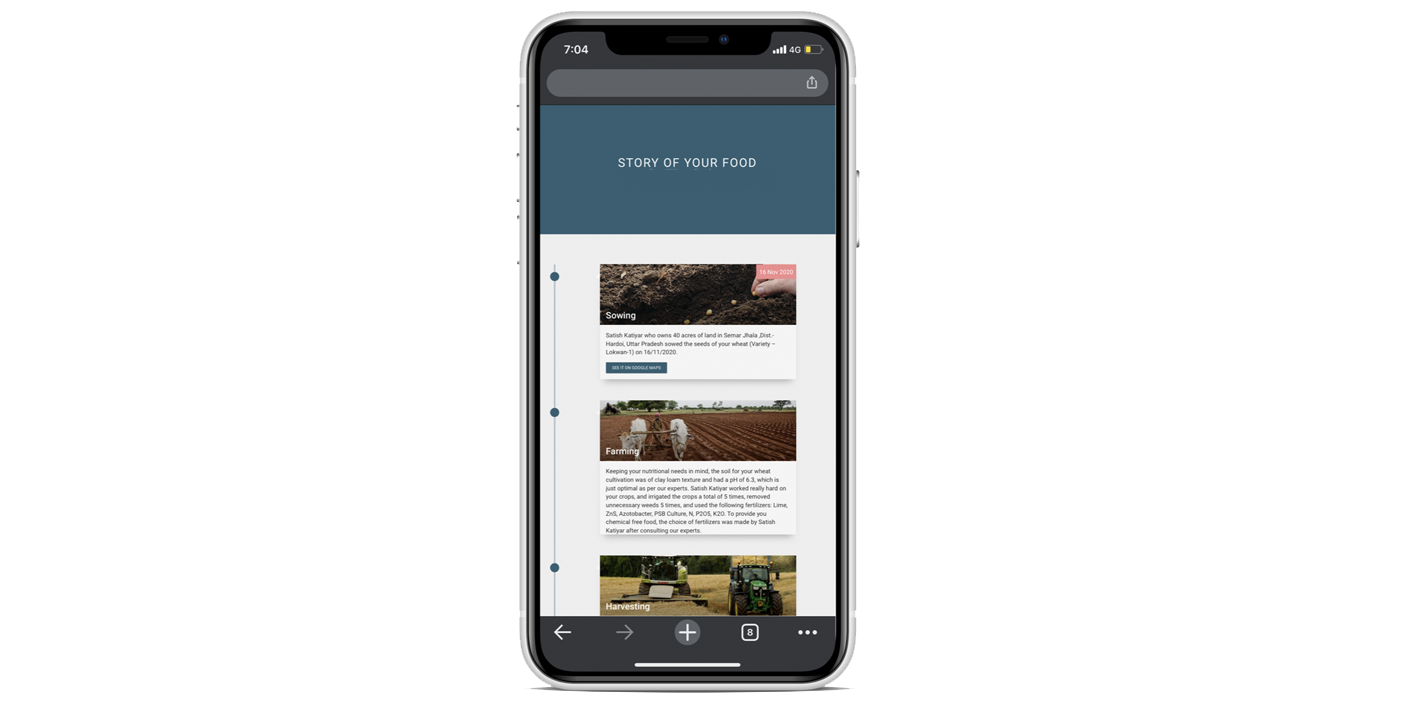 7:04
4G
STORY OF YOUR FOOD
16 Nov 2020
Sowing
Satish Katiyar who owns 40 acres of land in Semar Jhala ,Dist.-
Hardoi, Uttar Pradesh sowed the seeds of your wheat (Variety –
Lokwan-1) on 16/11/2020.
SEE IT ON GOOGLE MAPS
Farming
Keeping your nutritional needs in mind, the soil for your wheat
cultivation was of clay loam texture and had a pH of 6.3, which is
just optimal as per our experts. Satish Katiyar worked really hard on
your crops, and irrigated the crops a total of 5 times, removed
unnecessary weeds 5 times, and used the following fertilizers: Lime,
ZnS, Azotobacter, PSB Culture, N, P2O5, K2O. To provide you
chemical free food, the choice of fertilizers was made by Satish
Katiyar after consulting our experts.
Harvesting
8